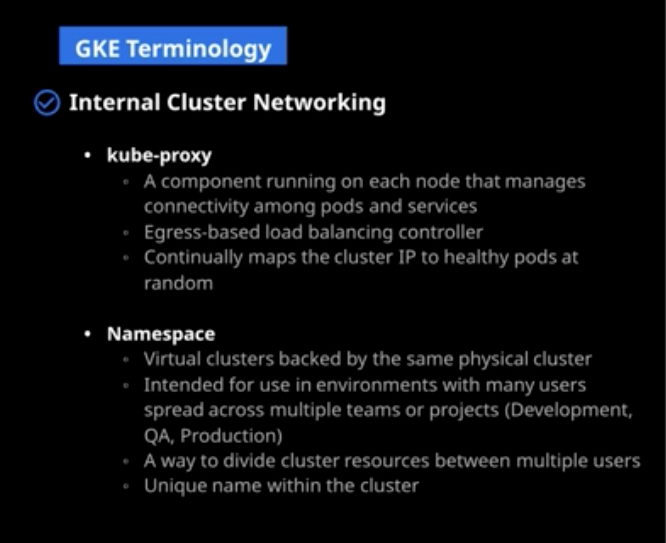 GKE Terminology
Internal Cluster Networking
• kube-proxy
◦ A component running on each node that manages
connectivity among pods and services
◦ Egress-based load balancing controller
◦ Continually maps the cluster IP to healthy pods at
random
• Namespace
◦ Virtual clusters backed by the same physical cluster
◦ Intended for use in environments with many users
spread across multiple teams or projects (Development,
QA, Production)
◦ A way to divide cluster resources between multiple users
◦ Unique name within the cluster